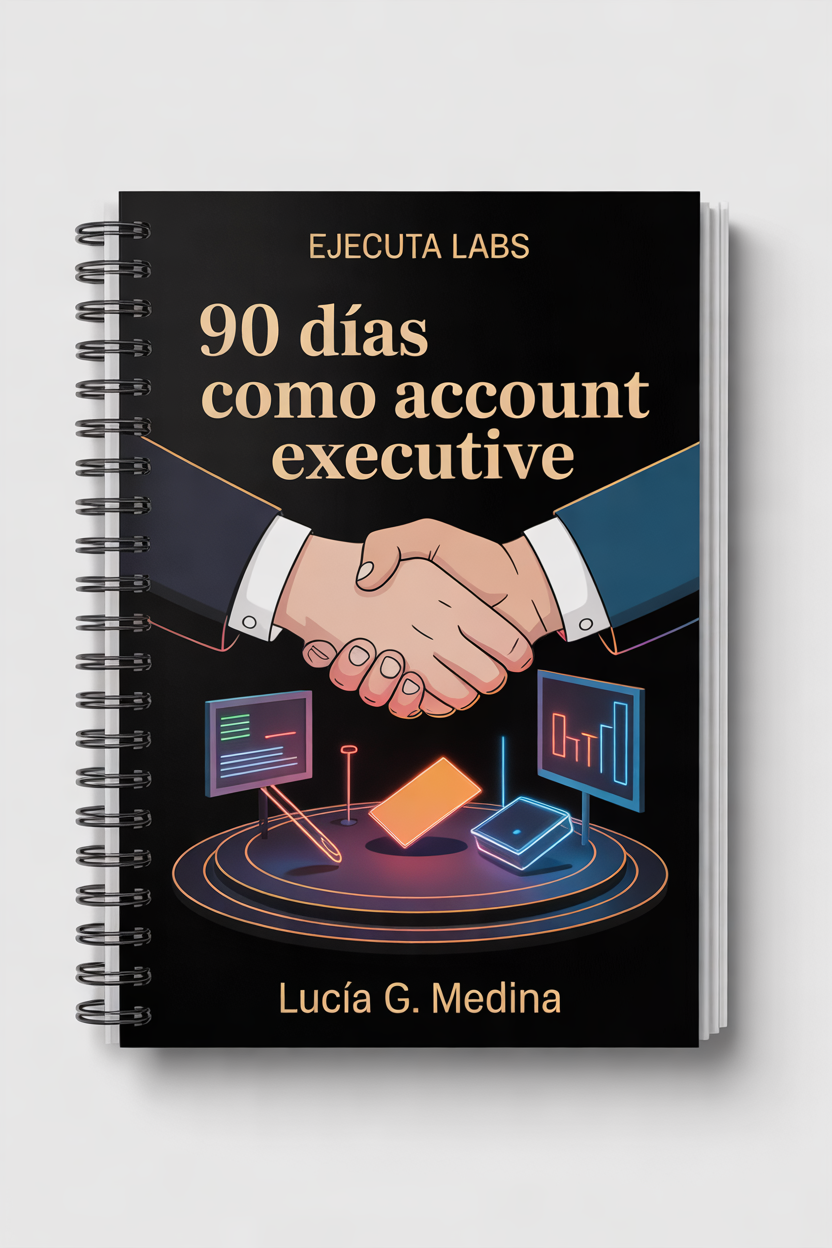 EJECUTA LABS
90 días
como account
executive
Lucía G. Medina